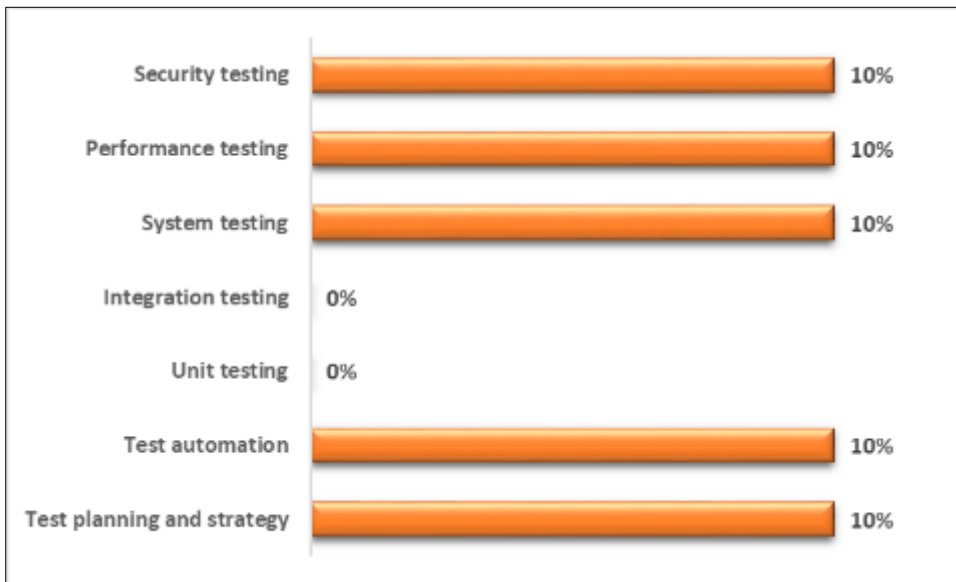 Security testing 10%
Performance testing 10%
System testing 10%
Integration testing 0%
Unit testing 0%
Test automation 10%
Test planning and strategy 10%